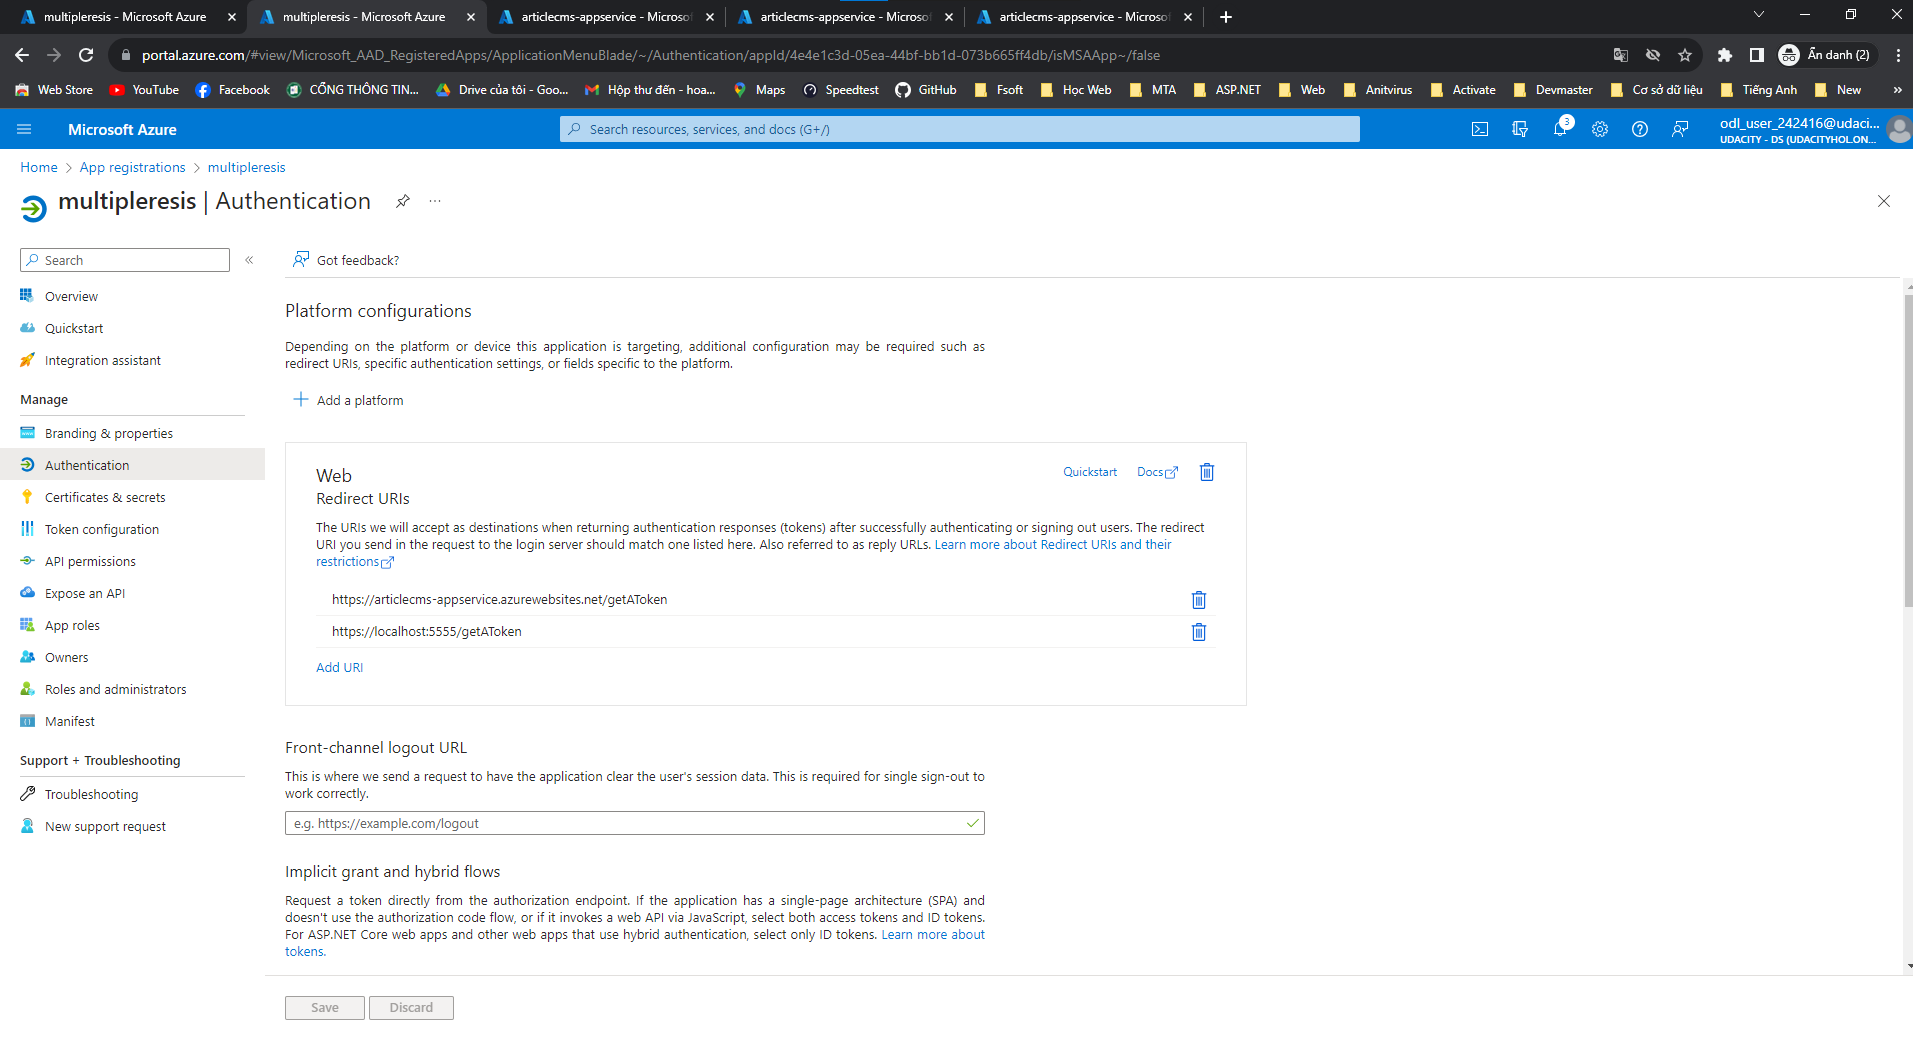 multipleresis - Microsoft Azure
multipleresis - Microsoft Azure
articlecms-appservice - Microsof
articlecms-appservice - Microsof
articlecms-appservice - Microsof
portal.azure.com/#view/Microsoft_AAD_RegisteredApps/ApplicationMenuBlade/~/Authentication/appId/4e4e1c3d-05ea-44bf-bb1d-073b665ff4db/isMSAApp~/false
Ẩn danh (2)
Web Store
YouTube
Facebook
CỔNG THÔNG TIN...
Drive của tôi - Goo...
Hộp thư đến - hoa...
Maps
Speedtest
GitHub
Fsoft
Học Web
MTA
ASP.NET
Web
Anitvirus
Activate
Devmaster
Cơ sở dữ liệu
Tiếng Anh
New
»
Microsoft Azure
Search resources, services, and docs (G+/)
3
odl_user_242416@udaci...
UDACITY - DS (UDACITYHOL.ON...
Home > App registrations > multipleresis
multipleresis | Authentication
...
Search
«
Got feedback?
Overview
Quickstart
Integration assistant
Manage
Branding & properties
Authentication
Certificates & secrets
Token configuration
API permissions
Expose an API
App roles
Owners
Roles and administrators
Manifest
Support + Troubleshooting
Troubleshooting
New support request
Platform configurations
Depending on the platform or device this application is targeting, additional configuration may be required such as
redirect URIs, specific authentication settings, or fields specific to the platform.
Add a platform
Web
Quickstart
Docs
Redirect URIs
The URIs we will accept as destinations when returning authentication responses (tokens) after successfully authenticating or signing out users. The redirect
URI you send in the request to the login server should match one listed here. Also referred to as reply URLs. Learn more about Redirect URIs and their
restrictions
https://articlecms-appservice.azurewebsites.net/getAToken
https://localhost:5555/getAToken
Add URI
Front-channel logout URL
This is where we send a request to have the application clear the user's session data. This is required for single sign-out to
work correctly.
e.g. https://example.com/logout
Implicit grant and hybrid flows
Request a token directly from the authorization endpoint. If the application has a single-page architecture (SPA) and
doesn't use the authorization code flow, or if it invokes a web API via JavaScript, select both access tokens and ID tokens.
For ASP.NET Core web apps and other web apps that use hybrid authentication, select only ID tokens. Learn more about
tokens.
Save
Discard